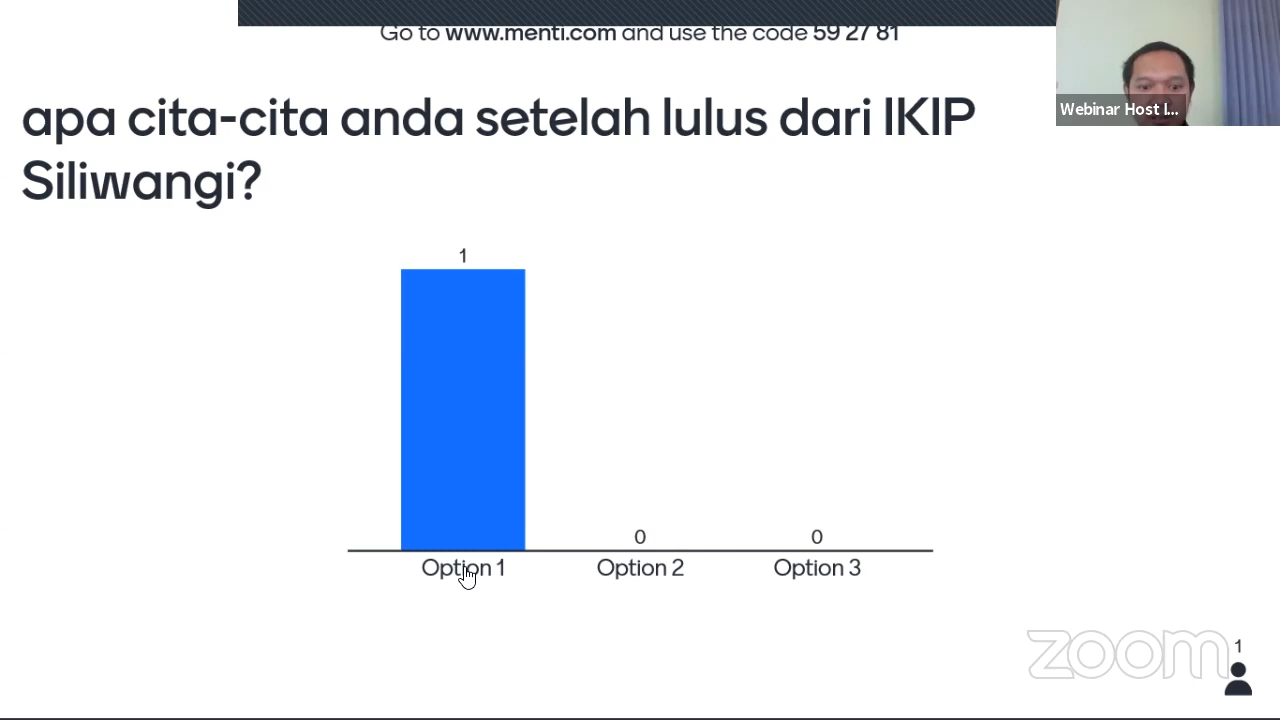 Go to www.menti.com and use the code 59 27 81
Webinar Host I...
apa cita-cita anda setelah lulus dari IKIP
Siliwangi?
1
0
0
Option 1
Option 2
Option 3
zoom
1